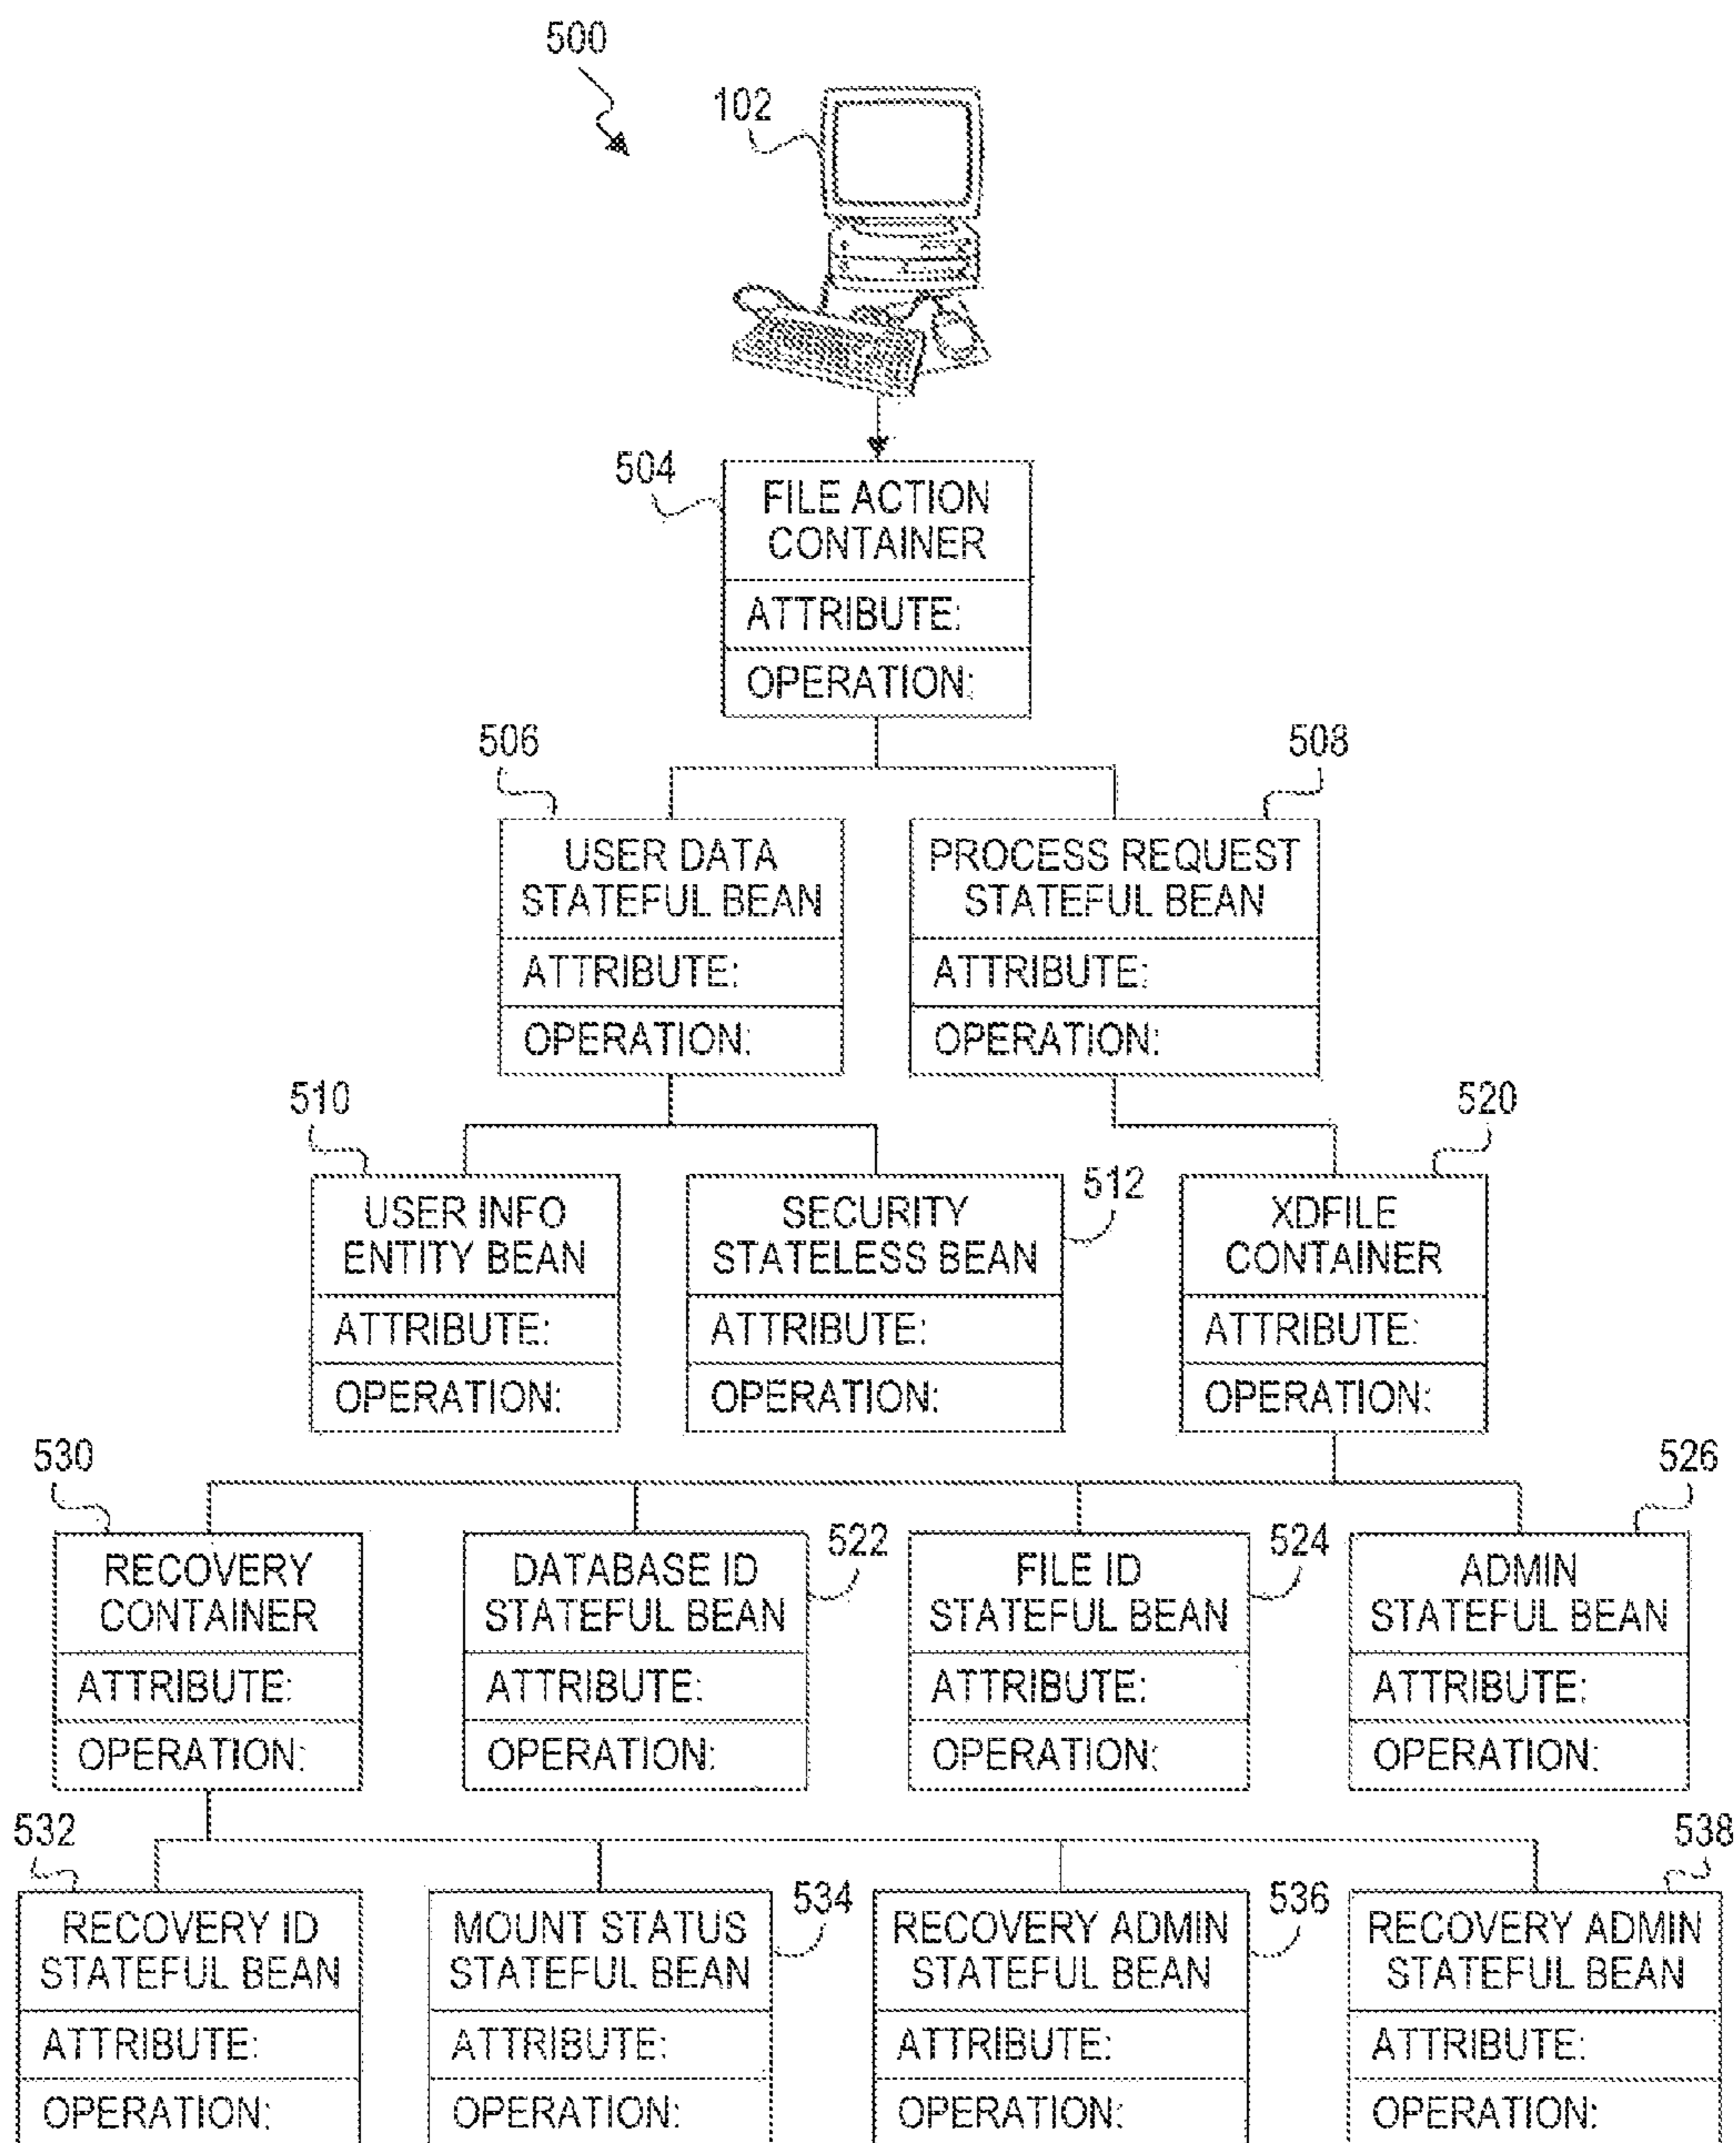 500
102
504
FILE ACTION
CONTAINER
ATTRIBUTE:
OPERATION:
506
508
USER DATA
STATEFUL BEAN
ATTRIBUTE:
OPERATION:
PROCESS REQUEST
STATEFUL BEAN
ATTRIBUTE:
OPERATION:
510
520
USER INFO
ENTITY BEAN
ATTRIBUTE:
OPERATION:
SECURITY
STATELESS BEAN
ATTRIBUTE:
OPERATION:
512
XDFILE
CONTAINER
ATTRIBUTE:
OPERATION:
530
526
RECOVERY
CONTAINER
ATTRIBUTE:
OPERATION:
DATABASE ID
STATEFUL BEAN
ATTRIBUTE:
OPERATION:
522
FILE ID
STATEFUL BEAN
ATTRIBUTE:
OPERATION:
524
ADMIN
STATEFUL BEAN
ATTRIBUTE:
OPERATION:
532
538
RECOVERY ID
STATEFUL BEAN
ATTRIBUTE:
OPERATION:
MOUNT STATUS
STATEFUL BEAN
ATTRIBUTE:
OPERATION:
534
RECOVERY ADMIN
STATEFUL BEAN
ATTRIBUTE:
OPERATION:
536
RECOVERY ADMIN
STATEFUL BEAN
ATTRIBUTE:
OPERATION: